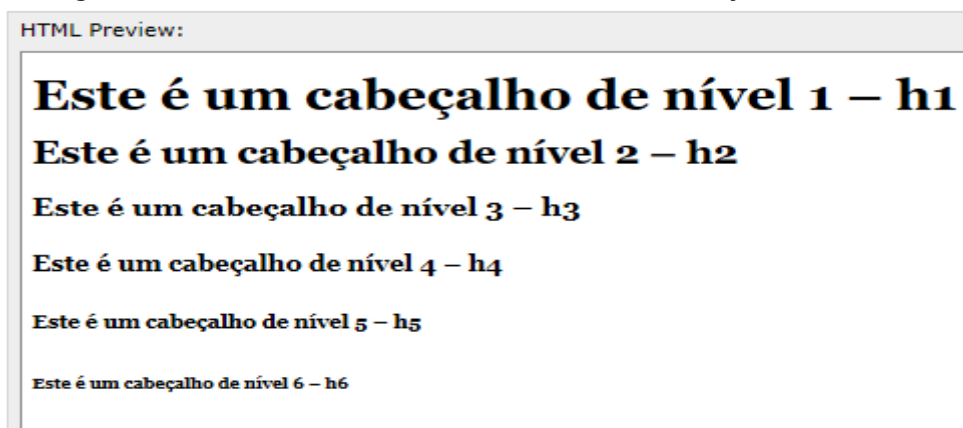 HTML Preview:
Este é um cabeçalho de nível 1 – h1
Este é um cabeçalho de nível 2 – h2
Este é um cabeçalho de nível 3 – h3
Este é um cabeçalho de nível 4 – h4
Este é um cabeçalho de nível 5 – h5
Este é um cabeçalho de nível 6 – h6